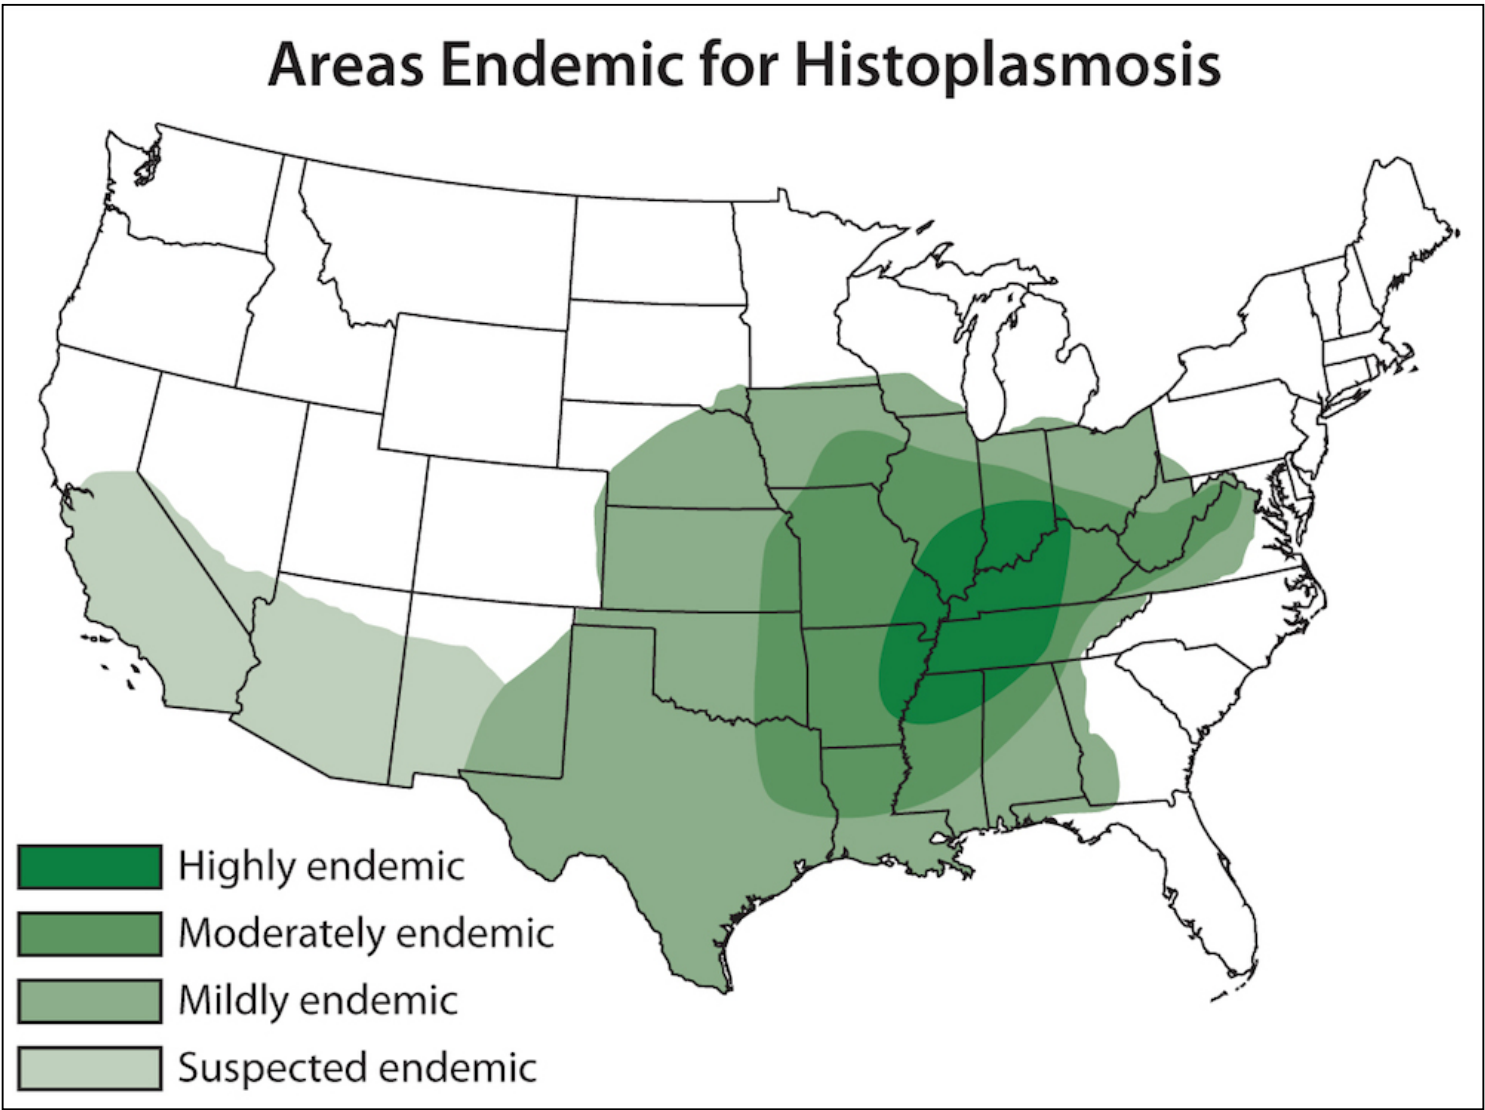 Areas Endemic for Histoplasmosis
Highly endemic
Moderately endemic
Mildly endemic
Suspected endemic